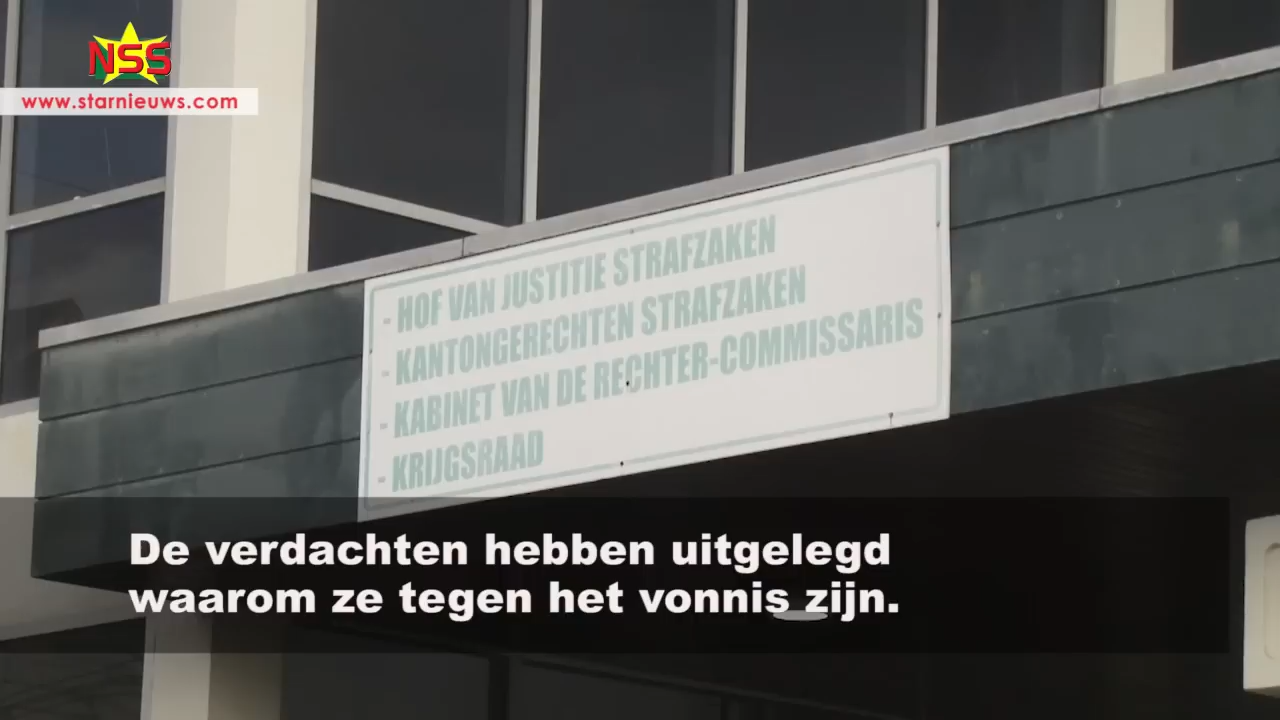 NSS
www.starnieuws.com
- HOF VAN JUSTITIE STRAFZAKEN
- KANTONGERECHTEN STRAFZAKEN
- KABINET VAN DE RECHTER-COMMISSARIS
- KRIJGSRAAD
De verdachten hebben uitgelegd
waarom ze tegen het vonnis zijn.